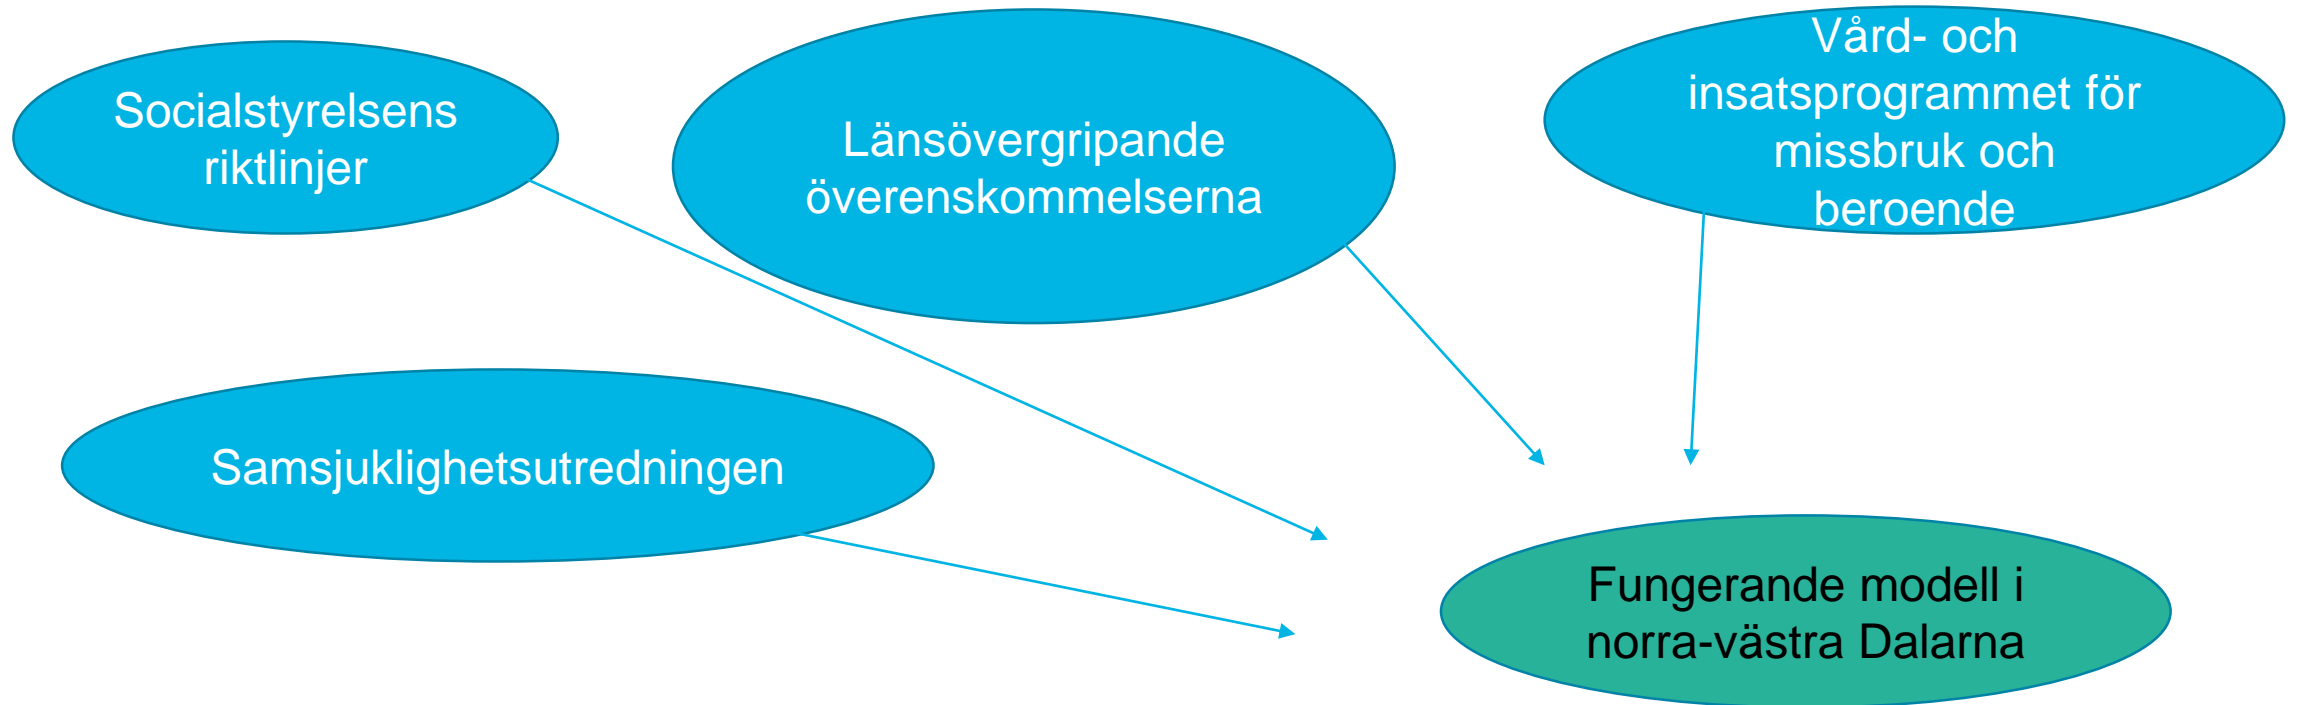 Socialstyrelsens
riktlinjer
Länsövergripande
överenskommelserna
Vård- och
insatsprogrammet för
missbruk och
beroende
Samsjuklighetsutredningen
Fungerande modell i
norra-västra Dalarna